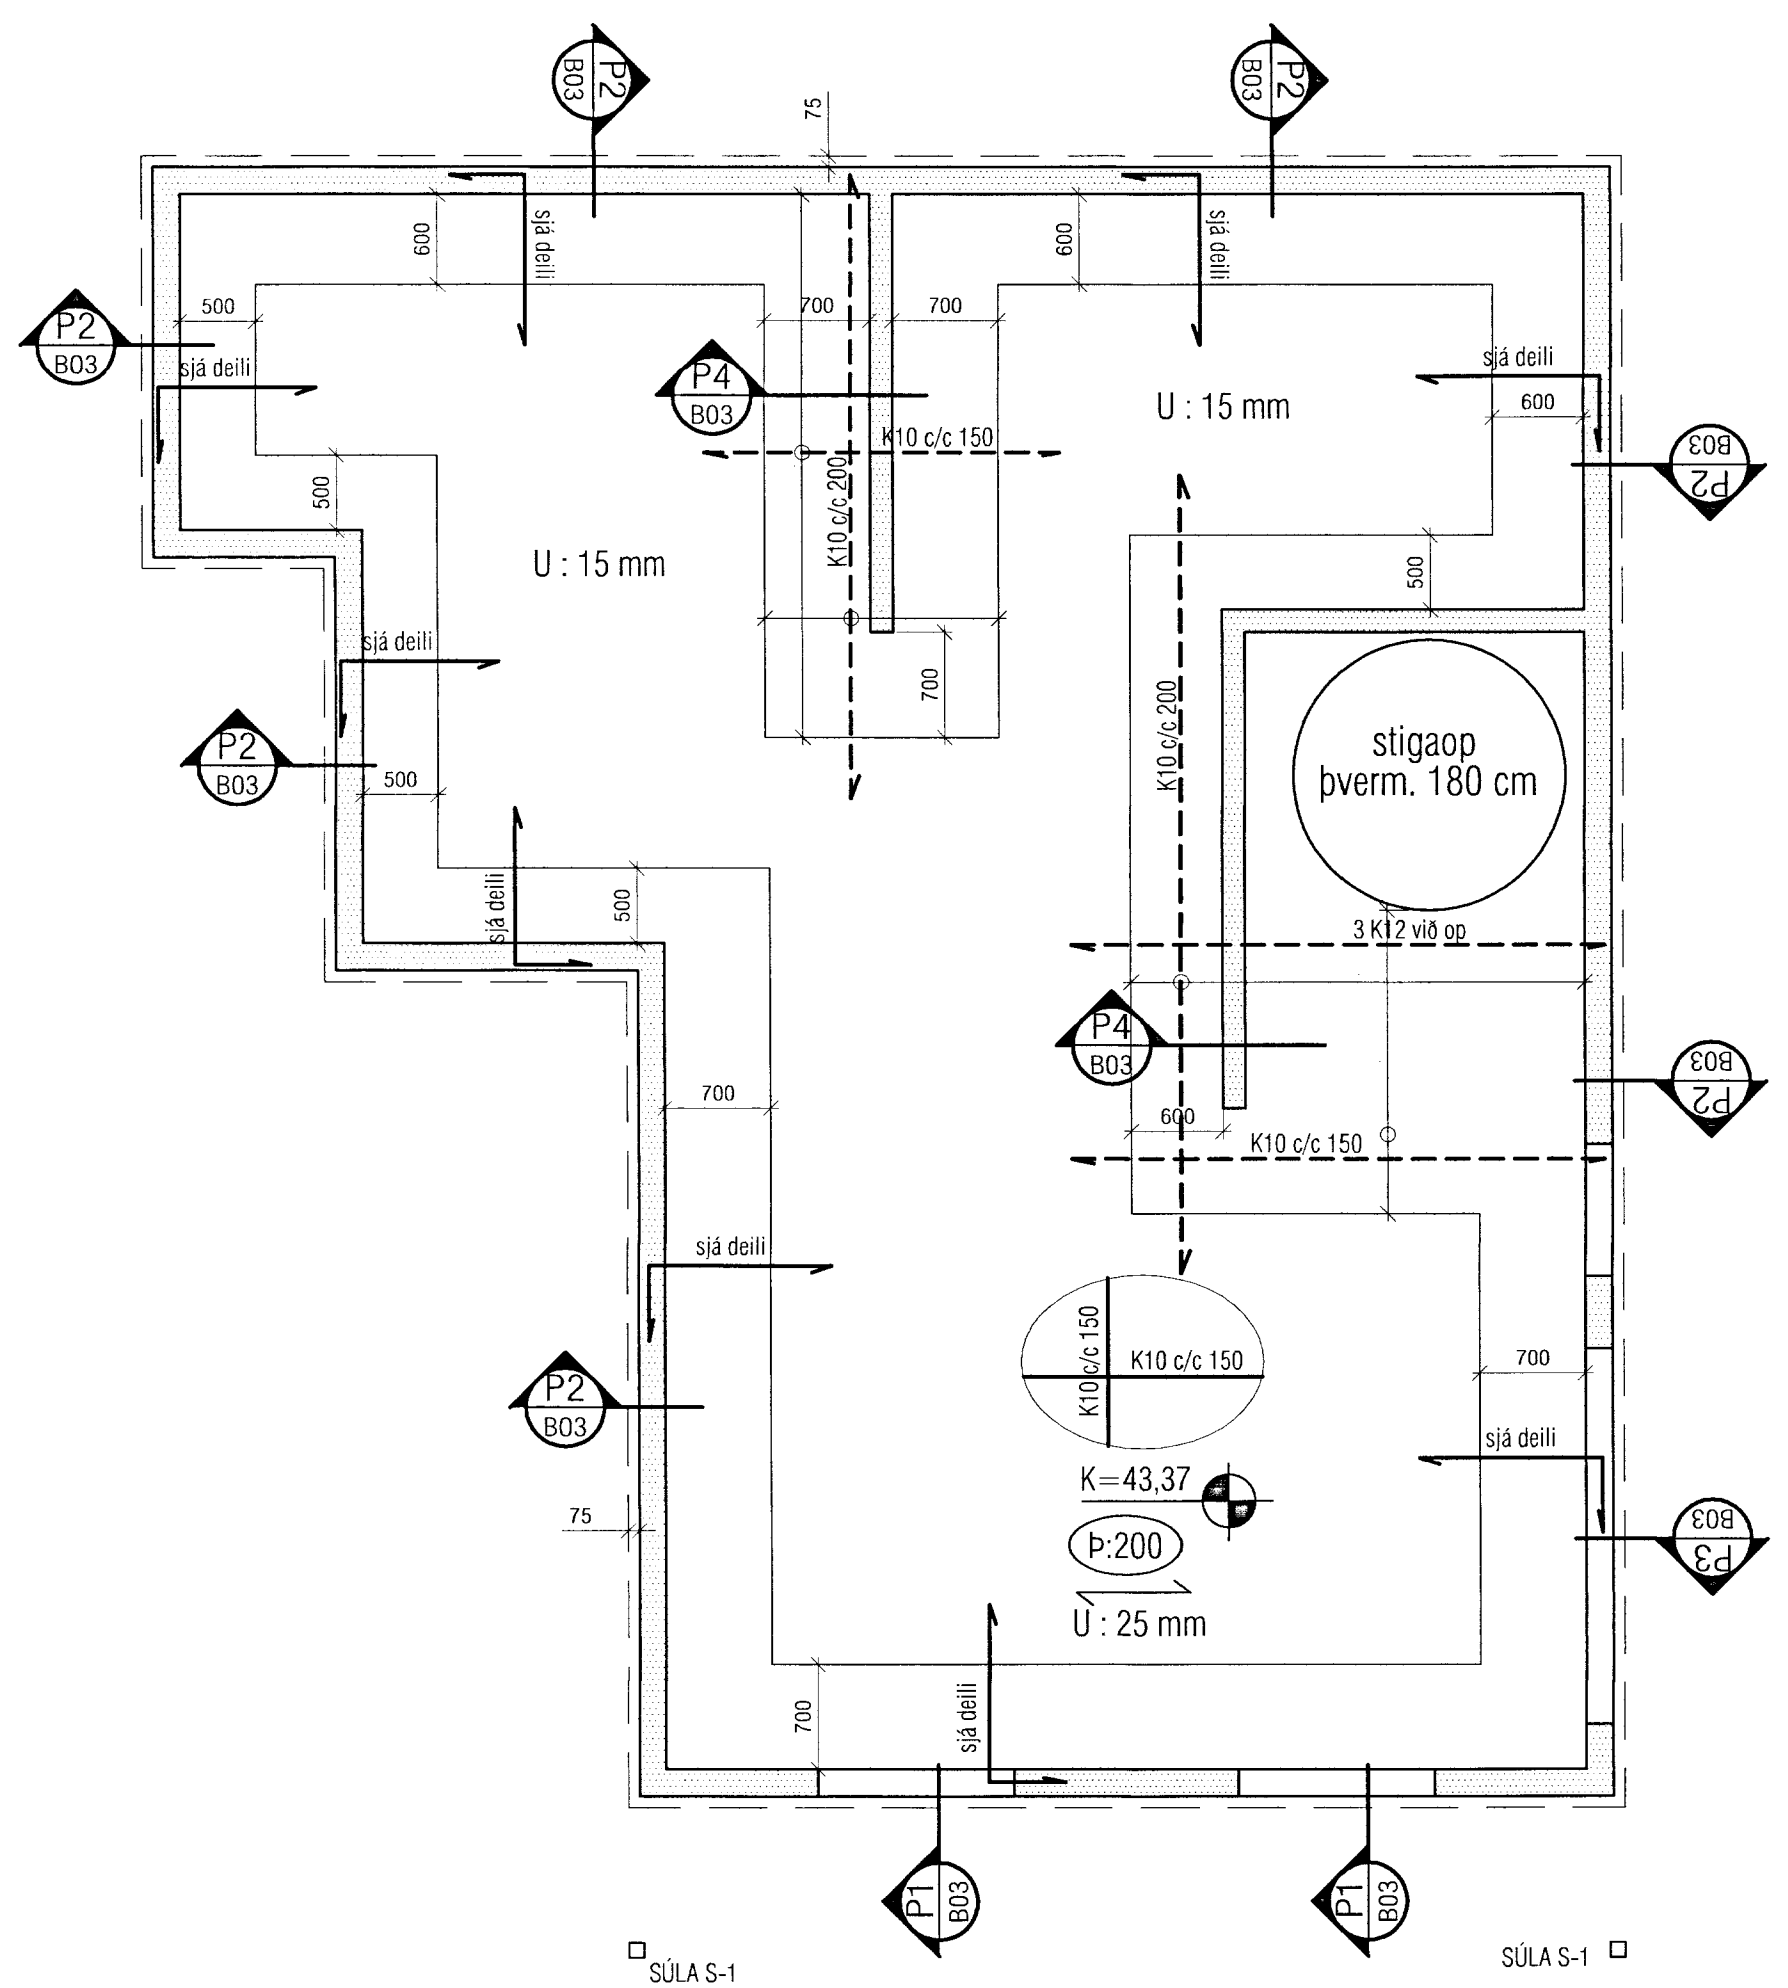 P2
B03
P2
B03
75
sjá deili
sjá deili
600
600
500
700
700
P2
B03
sjá deili
P4
B03
U : 15 mm
sjá deili
600
K10 c/c 150
K10 c/c 200
B03
P2
500
U : 15 mm
500
sjá deili
700
K10 c/c 200
stigaop
þverm. 180 cm
P2
B03
500
sjá deili
500
3 K12 við op
P4
B03
B03
P2
700
600
K10 c/c 150
sjá deili
K10 c/c 150
K10 c/c 150
700
P2
B03
sjá deili
K=43,37
75
Þ:200
B03
P3
U : 25 mm
700
sjá deili
P1
B03
P1
B03
SÚLA S-1
SÚLA S-1